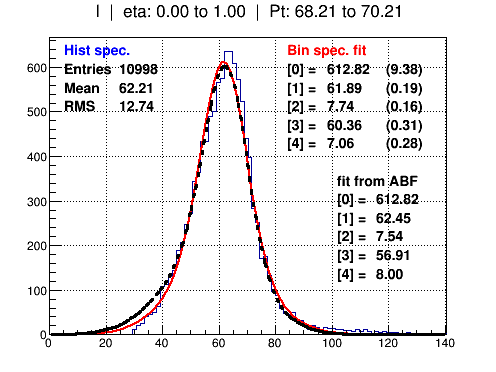 I | eta: 0.00 to 1.00 | Pt: 68.21 to 70.21
Hist spec.
Entries 10998
Mean 62.21
RMS 12.74
Bin spec. fit
[0] = 612.82 (9.38)
[1] = 61.89 (0.19)
[2] = 7.74 (0.16)
[3] = 60.36 (0.31)
[4] = 7.06 (0.28)
fit from ABF
[0] = 612.82
[1] = 62.45
[2] = 7.54
[3] = 56.91
[4] = 8.00
600
500
400
300
200
100
0
0 20 40 60 80 100 120 140